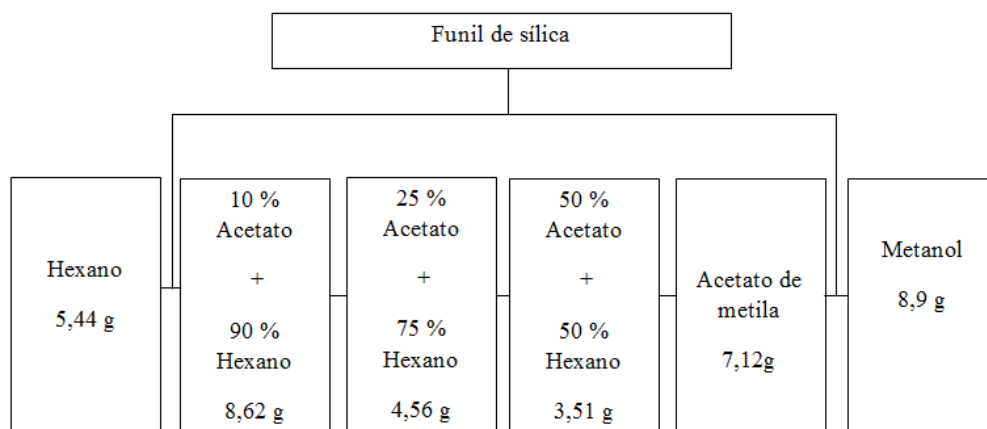 Funil de sílica
Hexano
5,44 g
10 %
Acetato
+
90 %
Hexano
8,62 g
25 %
Acetato
+
75 %
Hexano
4,56 g
50 %
Acetato
+
50 %
Hexano
3,51 g
Acetato de
metila
7,12g
Metanol
8,9 g